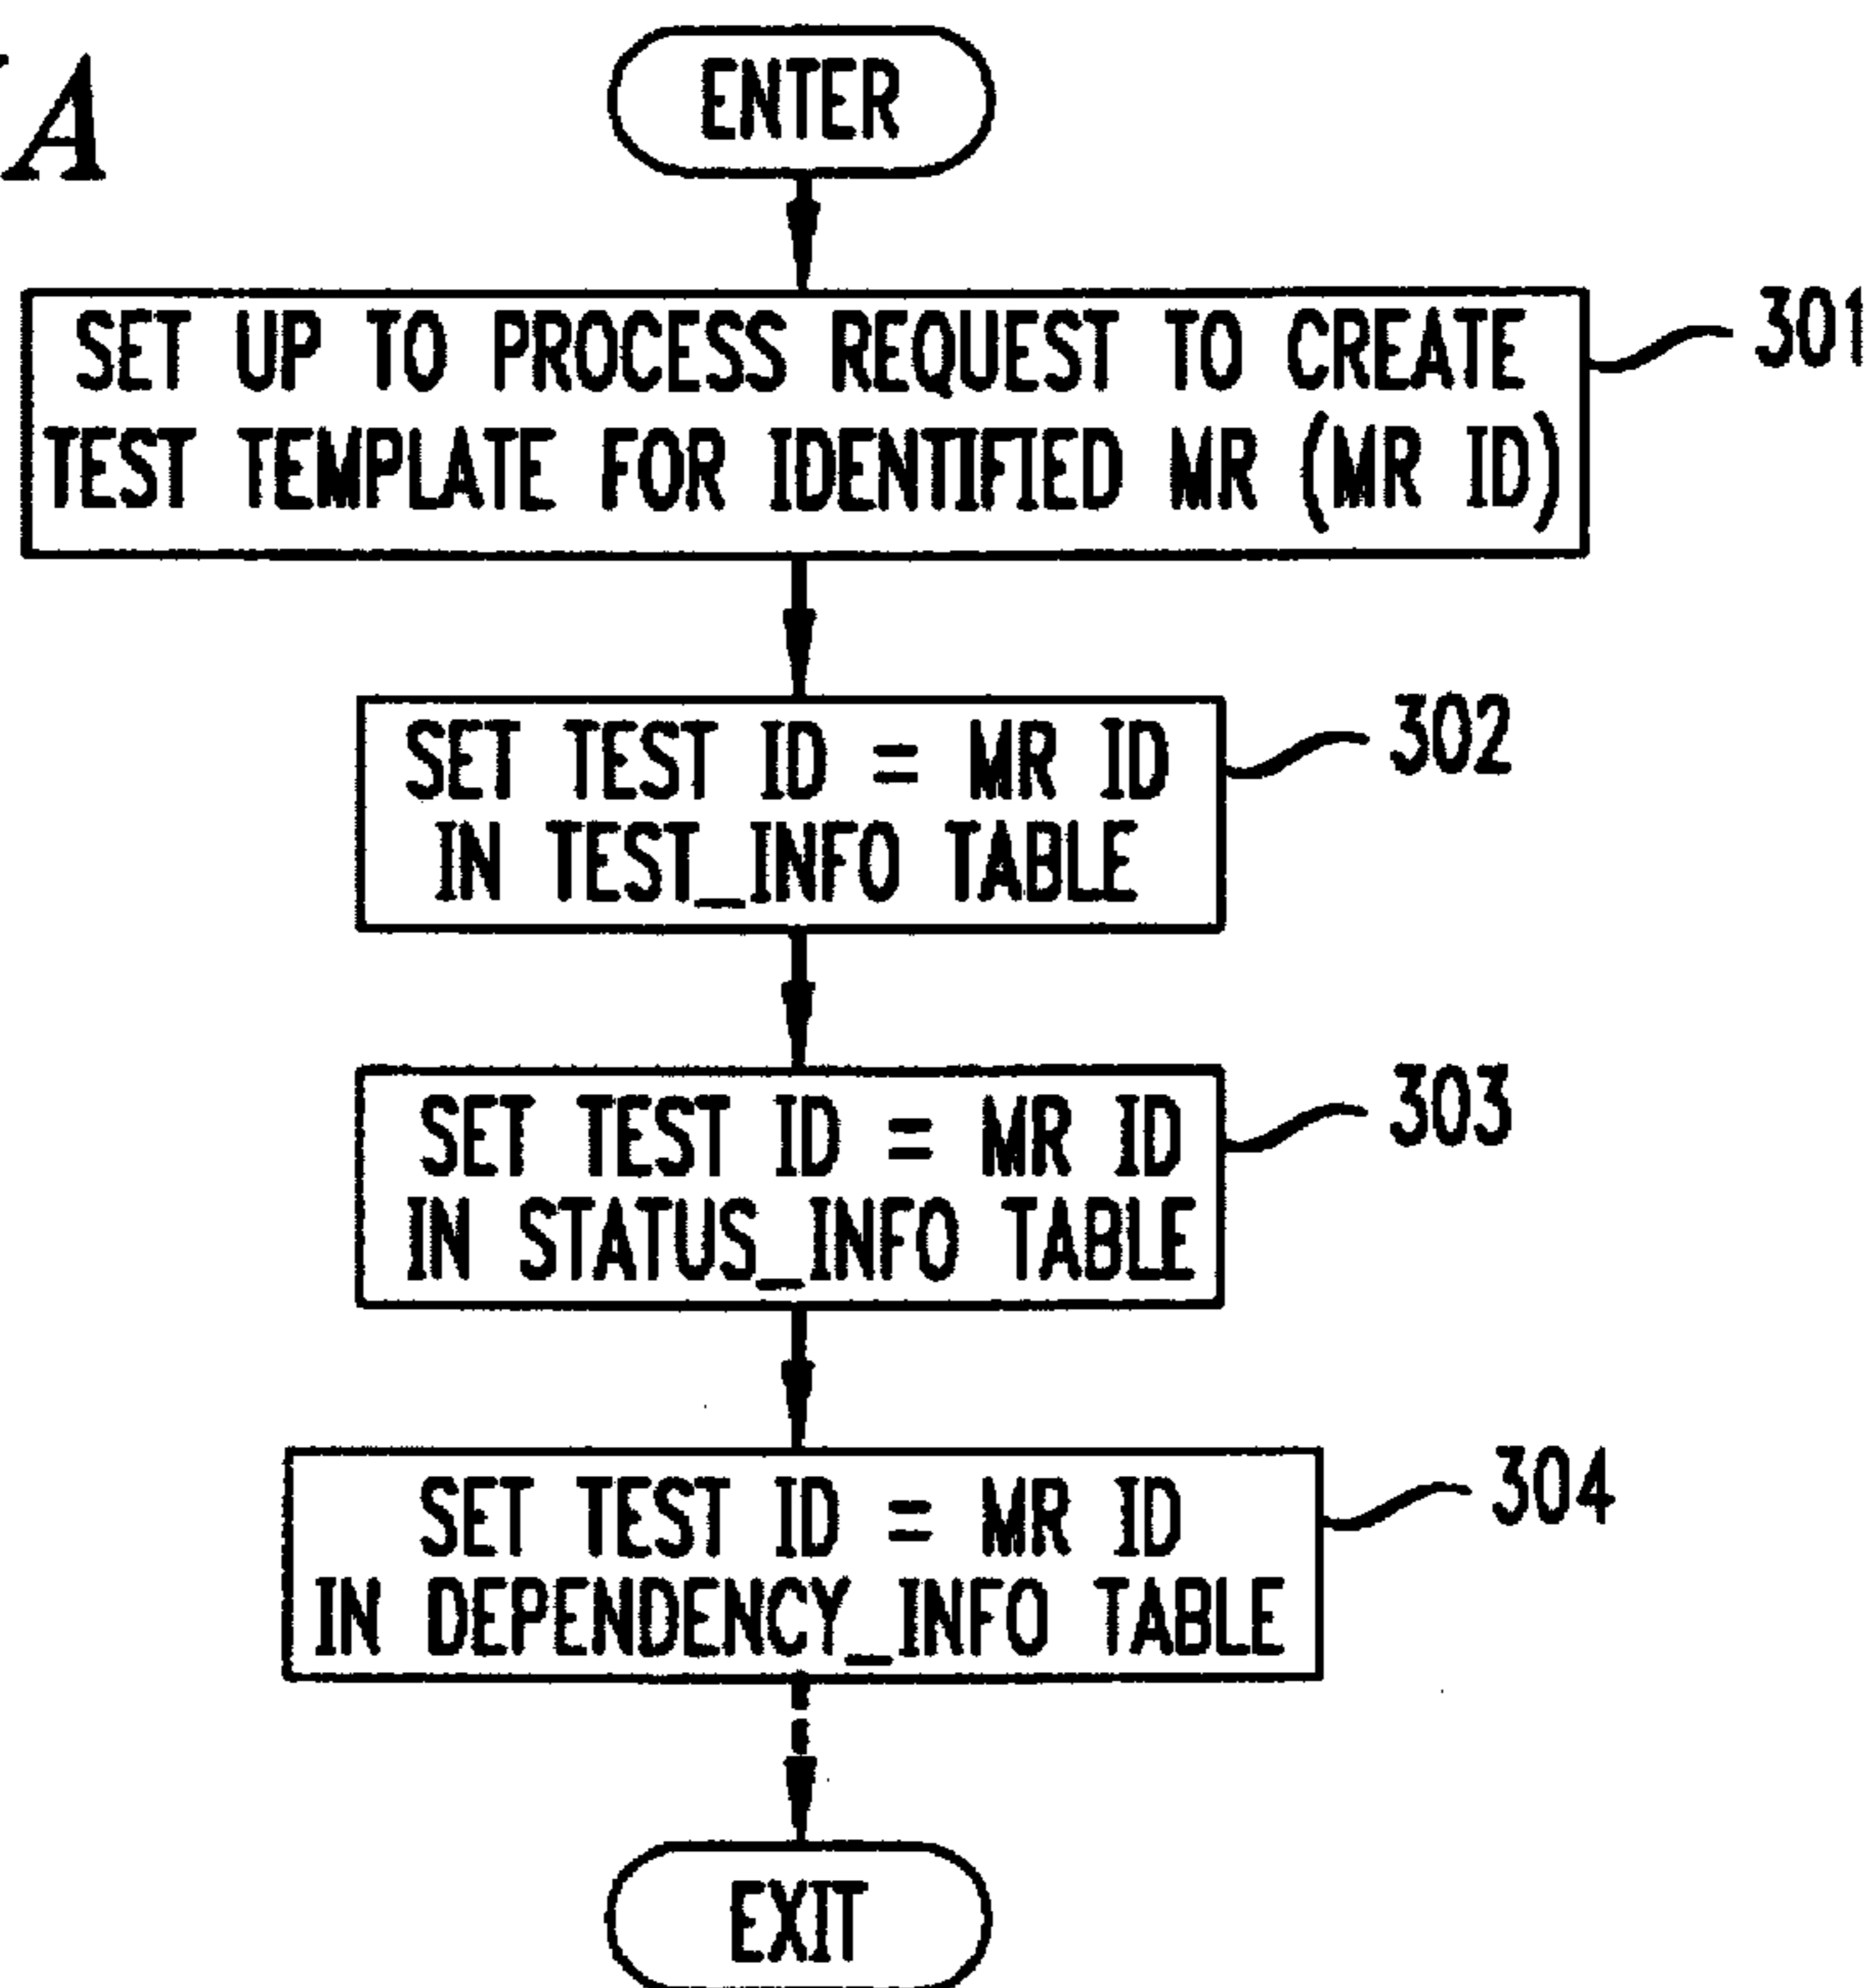 A
ENTER
SET UP TO PROCESS REQUEST TO CREATE
TEST TEMPLATE FOR IDENTIFIED MR (MR ID)
301
SET TEST ID = MR ID
IN TEST_INFO TABLE
302
SET TEST ID = MR ID
IN STATUS_INFO TABLE
303
SET TEST ID = MR ID
IN DEPENDENCY_INFO TABLE
304
EXIT